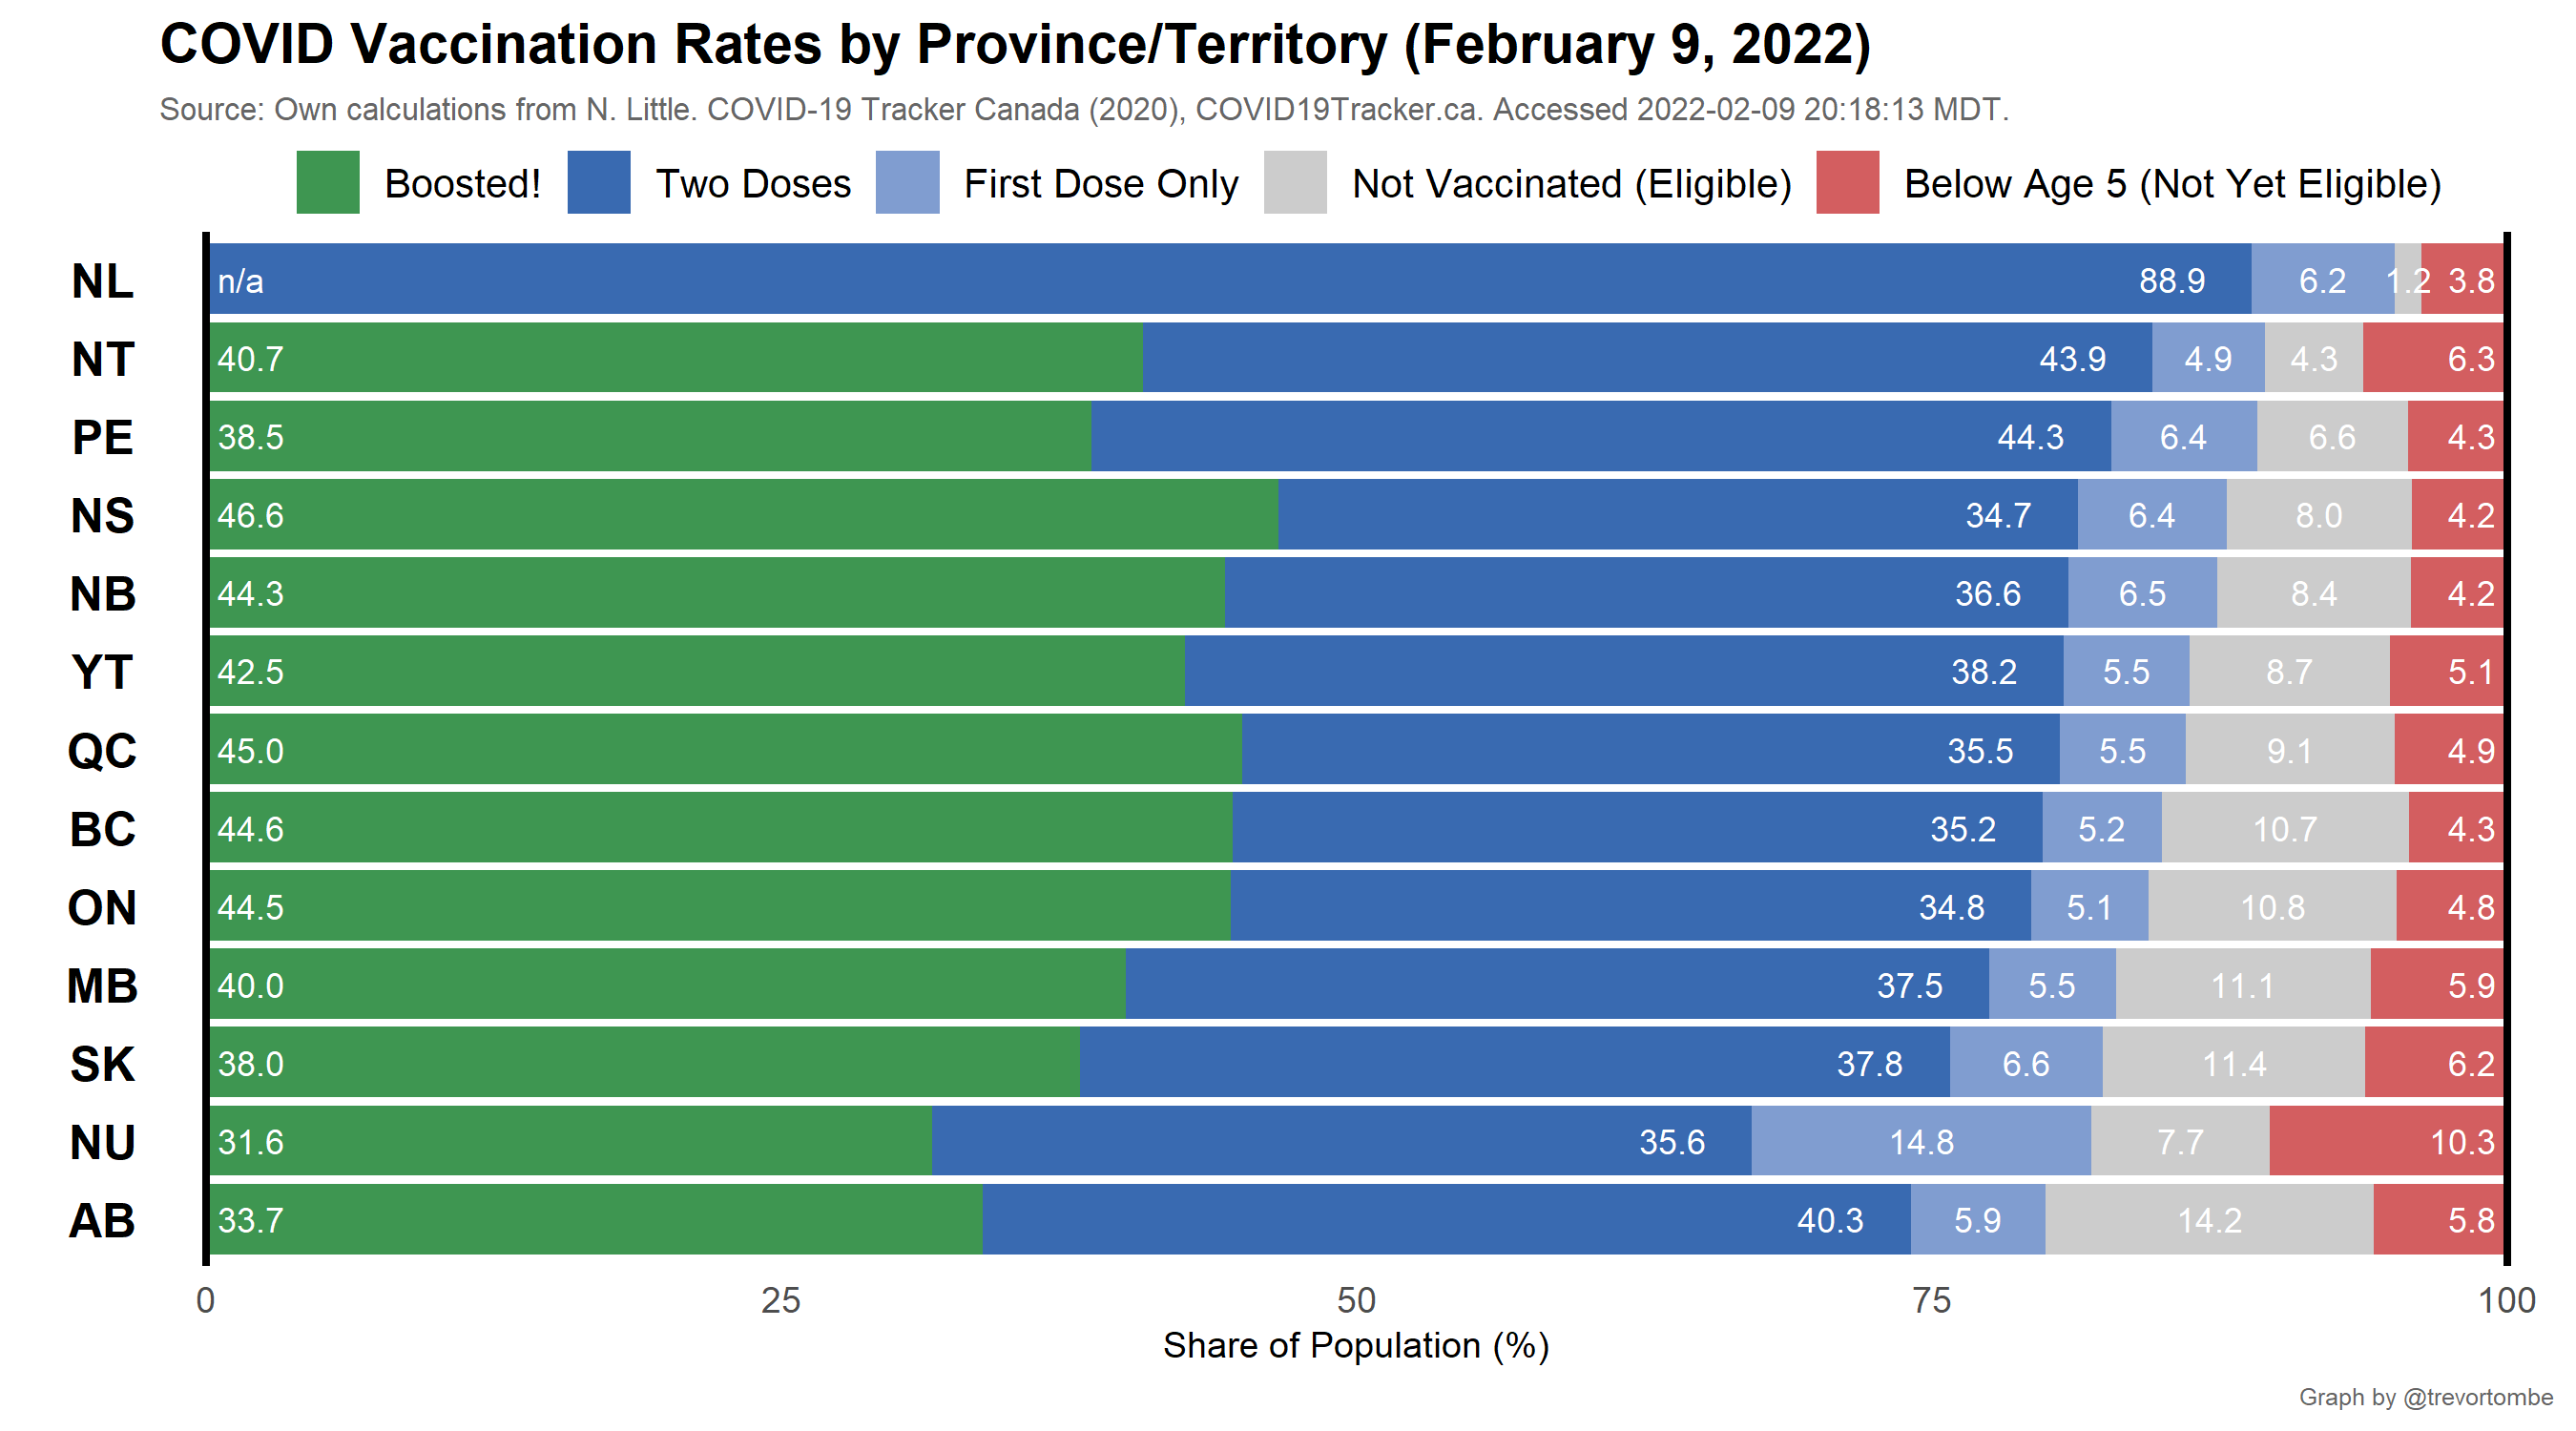 COVID Vaccination Rates by Province/Territory (February 9, 2022)
Source: Own calculations from N. Little. COVID-19 Tracker Canada (2020), COVID19Tracker.ca. Accessed 2022-02-09 20:18:13 MDT.
Boosted! Two Doses First Dose Only Not Vaccinated (Eligible) Below Age 5 (Not Yet Eligible)
NL n/a 88.9 6.2 1.2 3.8
NT 40.7 43.9 4.9 4.3 6.3
PE 38.5 44.3 6.4 6.6 4.3
NS 46.6 34.7 6.4 8.0 4.2
NB 44.3 36.6 6.5 8.4 4.2
YT 42.5 38.2 5.5 8.7 5.1
QC 45.0 35.5 5.5 9.1 4.9
BC 44.6 35.2 5.2 10.7 4.3
ON 44.5 34.8 5.1 10.8 4.8
MB 40.0 37.5 5.5 11.1 5.9
SK 38.0 37.8 6.6 11.4 6.2
NU 31.6 35.6 14.8 7.7 10.3
AB 33.7 40.3 5.9 14.2 5.8
0 25 50 75 100
Share of Population (%)
Graph by @trevortombe